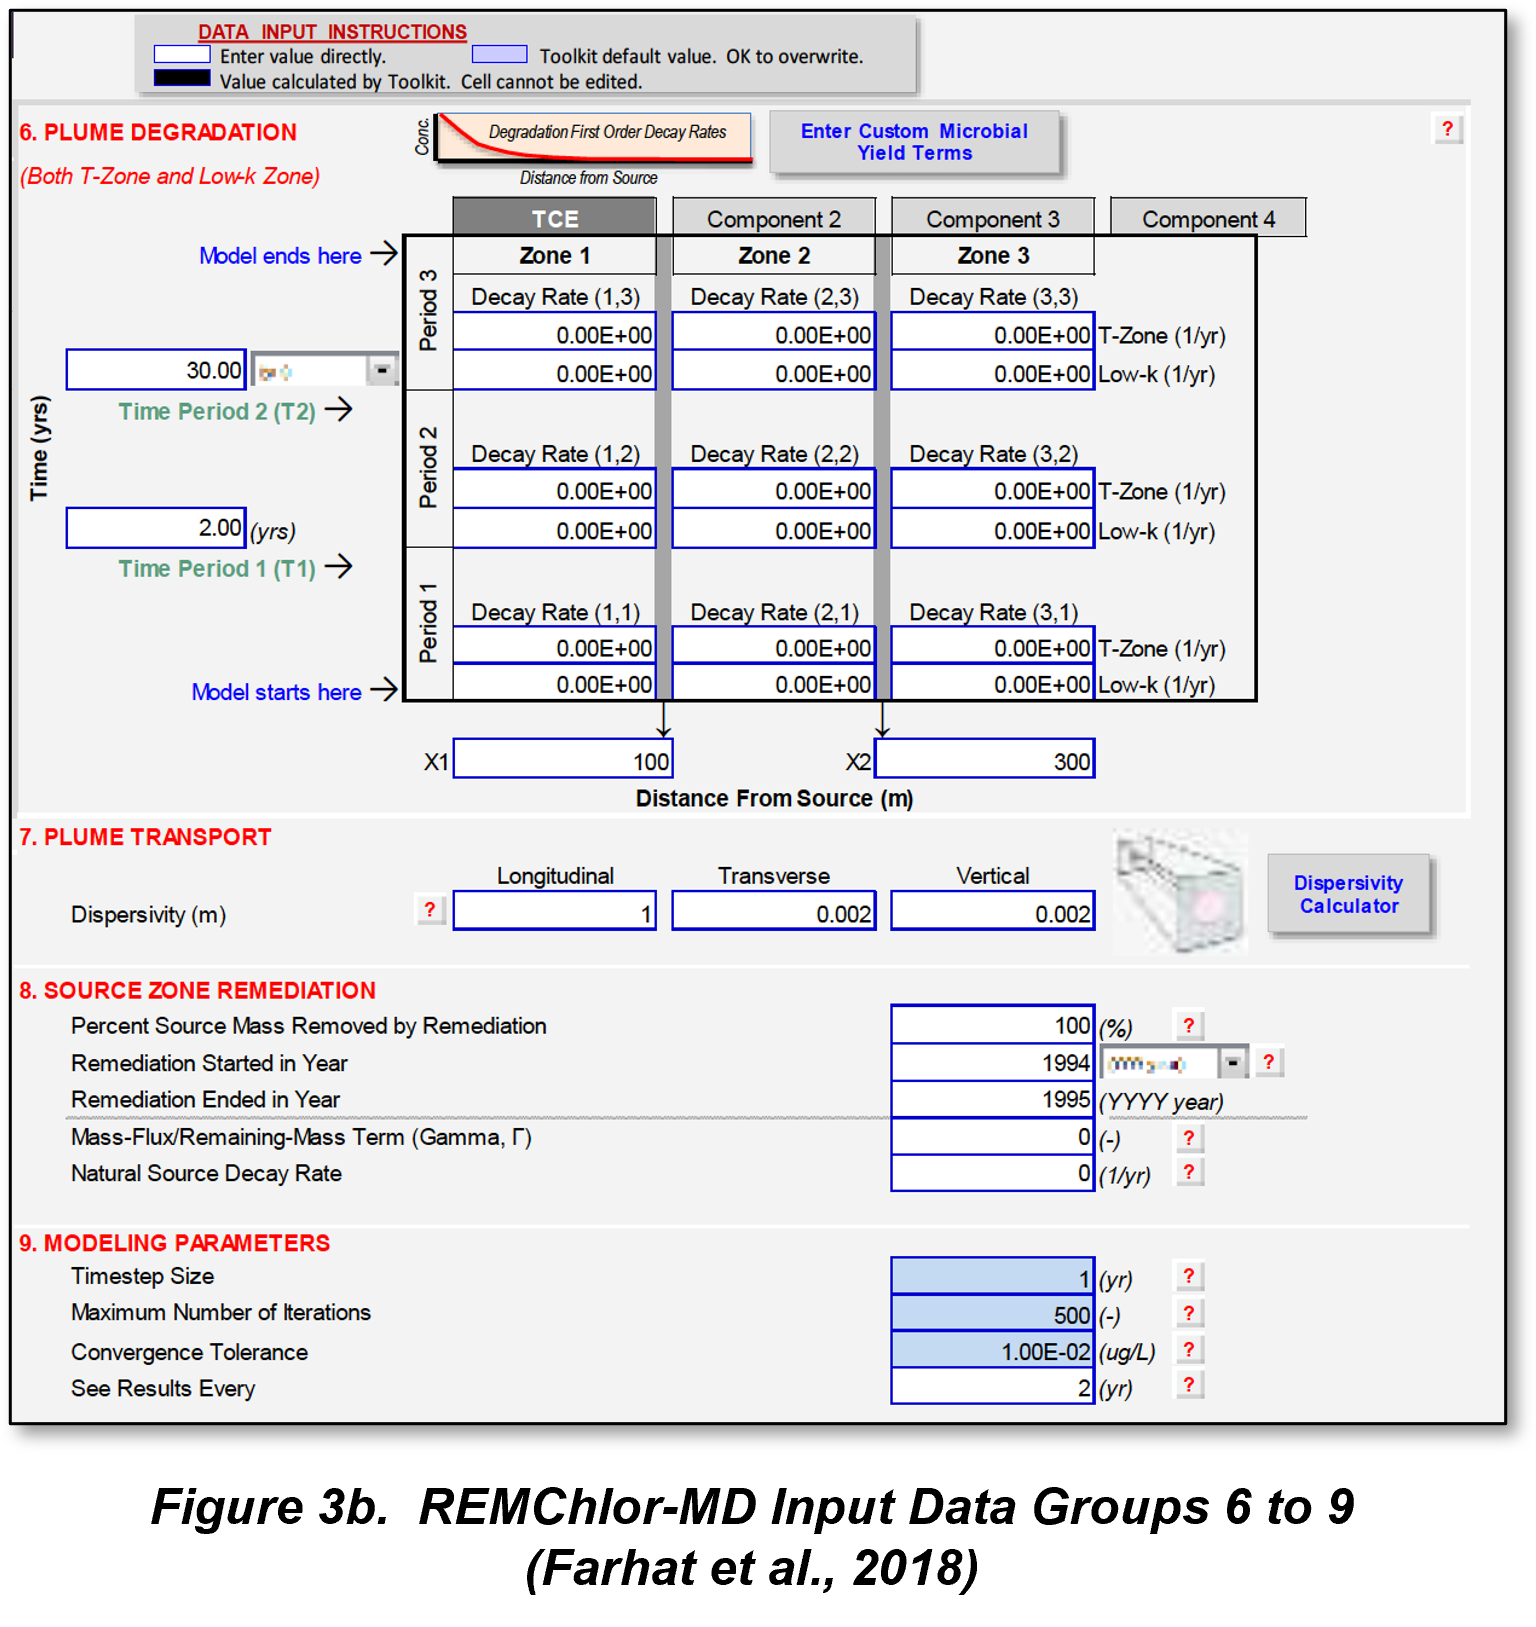 DATA INPUT INSTRUCTIONS
Enter value directly.
Toolkit default value. OK to overwrite.
Value calculated by Toolkit. Cell cannot be edited.
6. PLUME DEGRADATION
(Both T-Zone and Low-k Zone)
Conc.
Degradation First Order Decay Rates
Distance from Source
Enter Custom Microbial
Yield Terms
?
TCE
Component 2
Component 3
Component 4
Model ends here →
Zone 1
Zone 2
Zone 3
Period 3
Decay Rate (1,3)
Decay Rate (2,3)
Decay Rate (3,3)
0.00E+00
0.00E+00
0.00E+00 T-Zone (1/yr)
0.00E+00
0.00E+00
0.00E+00 Low-k (1/yr)
30.00
Time Period 2 (T2) →
Time (yrs)
Period 2
Decay Rate (1,2)
Decay Rate (2,2)
Decay Rate (3,2)
0.00E+00
0.00E+00
0.00E+00 T-Zone (1/yr)
0.00E+00
0.00E+00
0.00E+00 Low-k (1/yr)
2.00 (yrs)
Time Period 1 (T1) →
Period 1
Decay Rate (1,1)
Decay Rate (2,1)
Decay Rate (3,1)
0.00E+00
0.00E+00
0.00E+00 T-Zone (1/yr)
0.00E+00
0.00E+00
0.00E+00 Low-k (1/yr)
Model starts here →
X1 100
X2 300
Distance From Source (m)
7. PLUME TRANSPORT
Longitudinal
Transverse
Vertical
Dispersivity (m)
?
1
0.002
0.002
Dispersivity
Calculator
8. SOURCE ZONE REMEDIATION
Percent Source Mass Removed by Remediation 100 (%) ?
Remediation Started in Year 1994 ?
Remediation Ended in Year 1995 (YYYY year)
Mass-Flux/Remaining-Mass Term (Gamma, Γ) 0 (-) ?
Natural Source Decay Rate 0 (1/yr) ?
9. MODELING PARAMETERS
Timestep Size 1 (yr) ?
Maximum Number of Iterations 500 (-) ?
Convergence Tolerance 1.00E-02 (ug/L) ?
See Results Every 2 (yr) ?
Figure 3b. REMChlor-MD Input Data Groups 6 to 9
(Farhat et al., 2018)